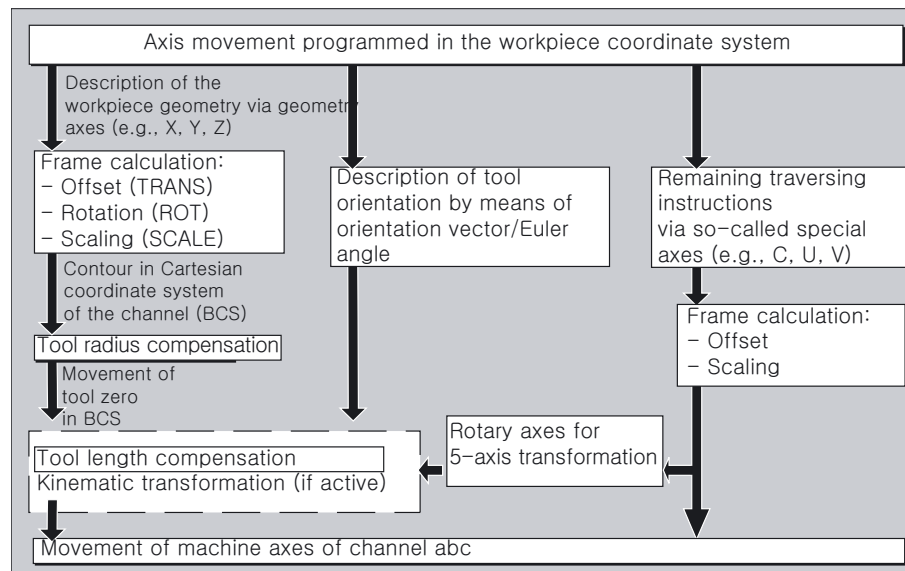 Axis movement programmed in the workpiece coordinate system
Description of the
workpiece geometry via geometry
axes (e.g., X, Y, Z)
Frame calculation:
- Offset (TRANS)
- Rotation (ROT)
- Scaling (SCALE)
Description of tool
orientation by means of
orientation vector/Euler
angle
Remaining traversing
instructions
via so-called special
axes (e.g., C, U, V)
Contour in Cartesian
coordinate system
of the channel (BCS)
Frame calculation:
- Offset
- Scaling
Tool radius compensation
Movement of
tool zero
in BCS
Rotary axes for
5-axis transformation
Tool length compensation
Kinematic transformation (if active)
Movement of machine axes of channel abc